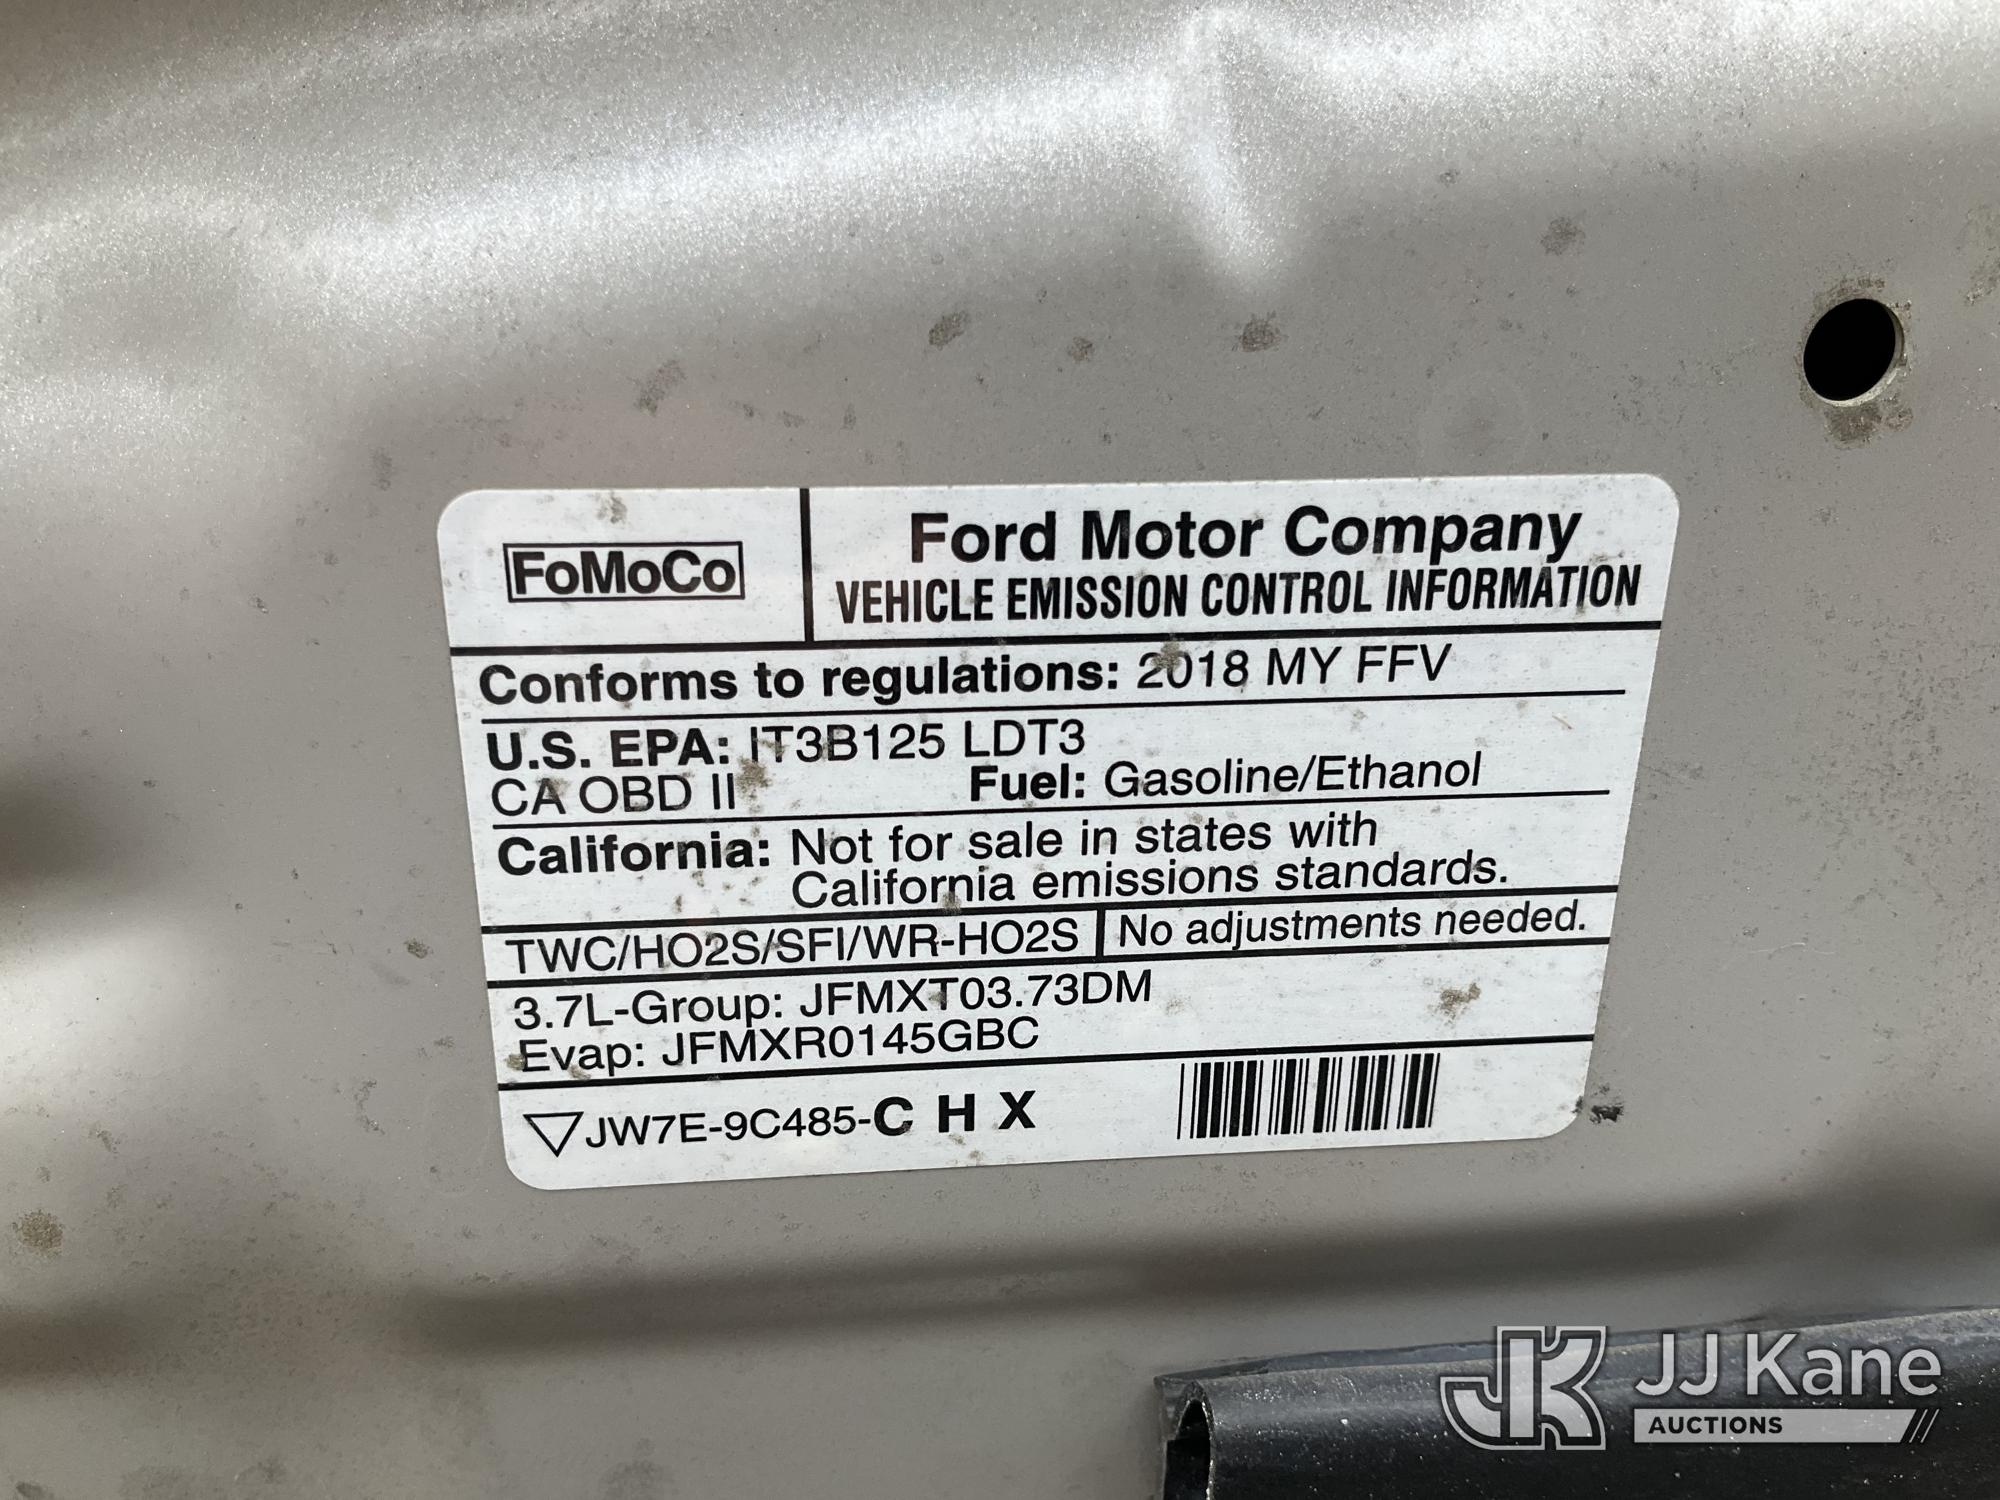 FoMoCo
Ford Motor Company
VEHICLE EMISSION CONTROL INFORMATION
Conforms to regulations: 2018 MY FFV
U.S. EPA: IT3B125 LDT3
CA OBD II Fuel: Gasoline/Ethanol
California: Not for sale in states with
California emissions standards.
TWC/HO2S/SFI/WR-HO2S No adjustments needed.
3.7L-Group: JFMXT03.73DM
Evap: JFMXR0145GBC
JW7E-9C485-C H X
JK JJ Kane
AUCTIONS